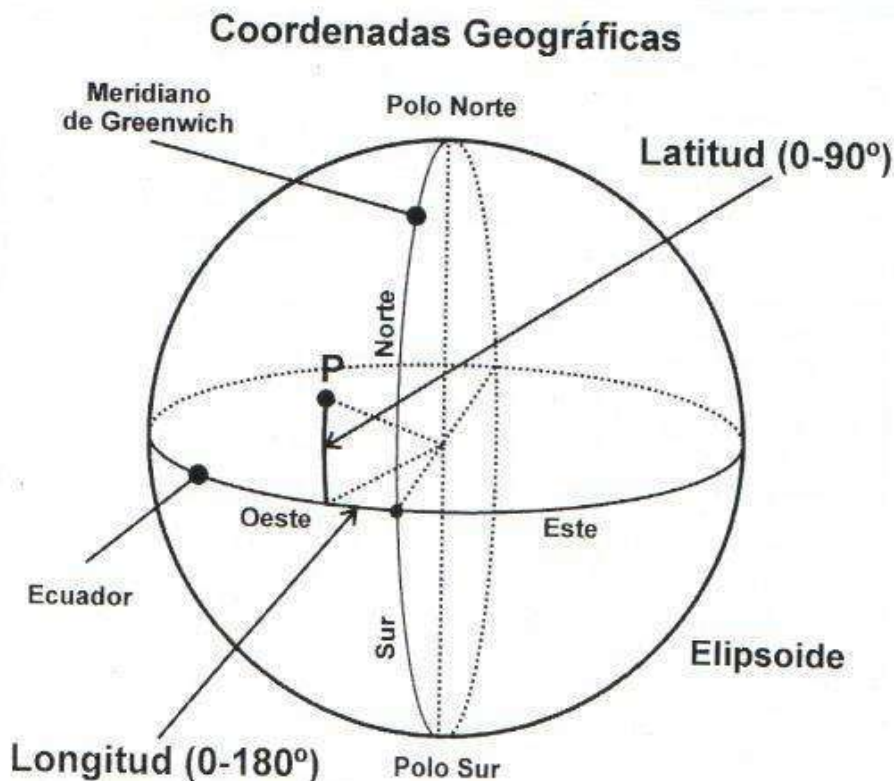 Coordenadas Geográficas
Meridiano
de Greenwich
Polo Norte
Latitud (0-90º)
Norte
P
Oeste
Este
Ecuador
Sur
Elipsoide
Longitud (0-180º)
Polo Sur